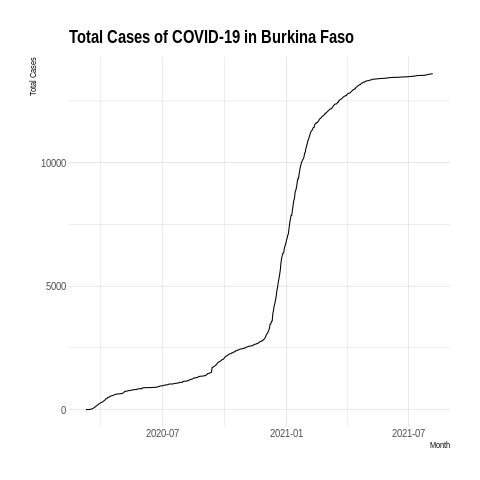 Total Cases of COVID-19 in Burkina Faso
Total Cases
10000
5000
0
2020-07
2021-01
2021-07
Month